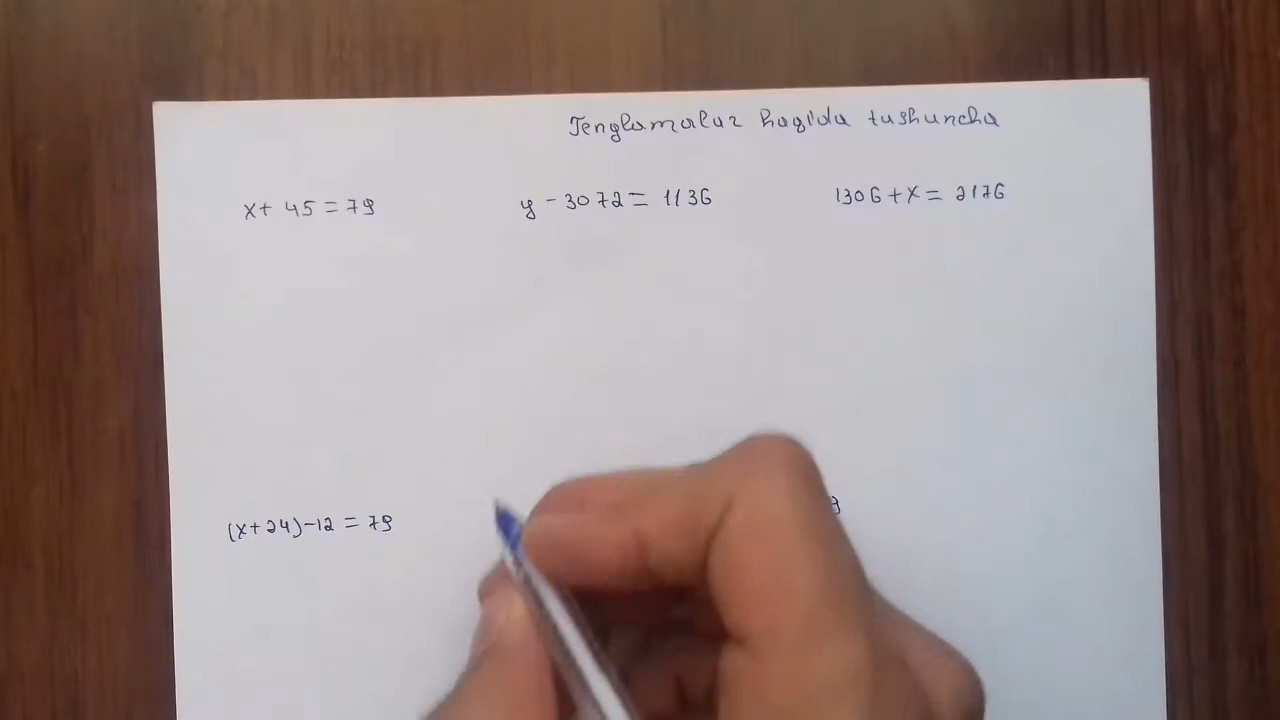 Tenglamalar haqida tushuncha
x + 45 = 79
y - 3072 = 1136
1306 + x = 2176
(x + 24) - 12 = 79